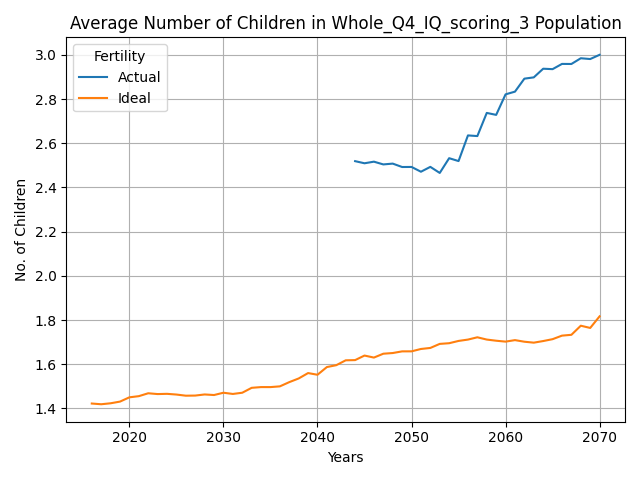 Average Number of Children in Whole_Q4_IQ_scoring_3 Population
Fertility
Actual
Ideal
No. of Children
3.0
2.8
2.6
2.4
2.2
2.0
1.8
1.6
1.4
2020 2030 2040 2050 2060 2070
Years